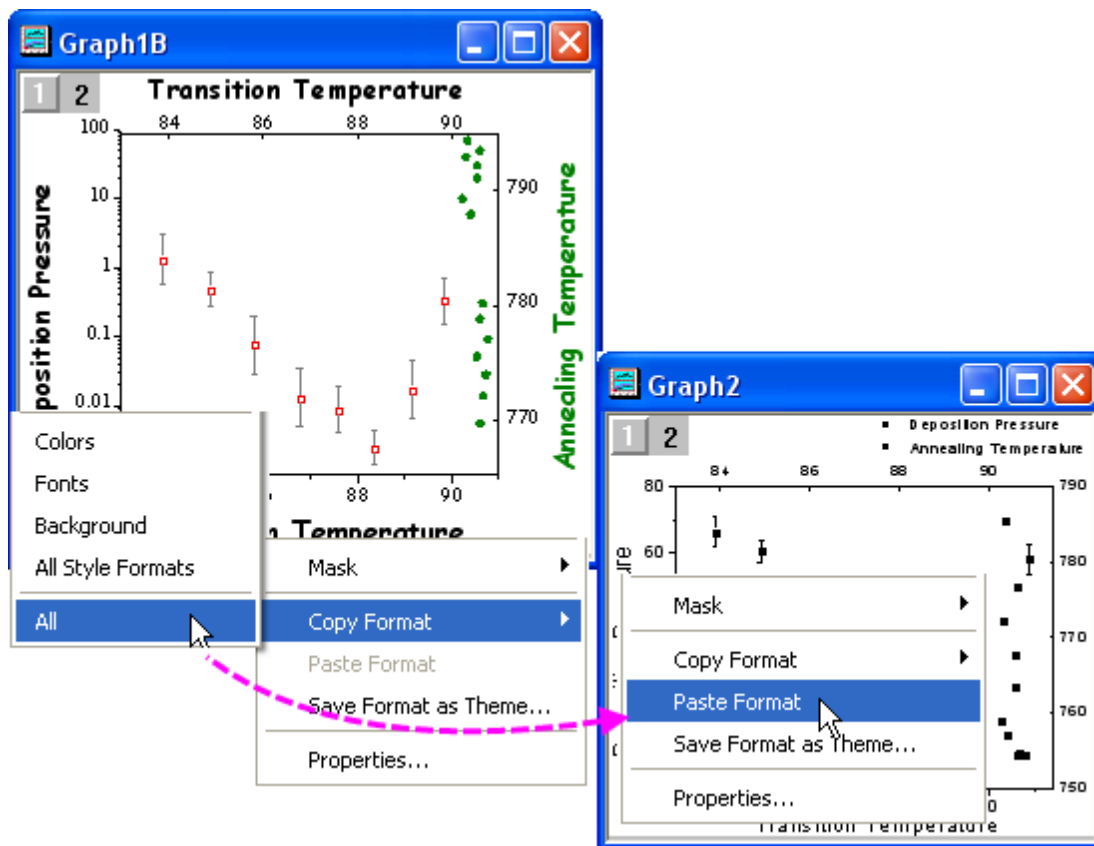 Graph1B
1 2
Transition Temperature
84 86 88 90
100
10
1
0.1
0.01
position Pressure
790
780
770
Annealing Temperature
88 90
Temperature
Colors
Fonts
Background
All Style Formats
All
Mask
Copy Format
Paste Format
Save Format as Theme...
Properties...
Graph2
1 2
Deposition Pressure
Annealing Temperature
84 86 88 90
80
60
790
780
770
760
750
Mask
Copy Format
Paste Format
Save Format as Theme...
Properties...
Transition Temperature